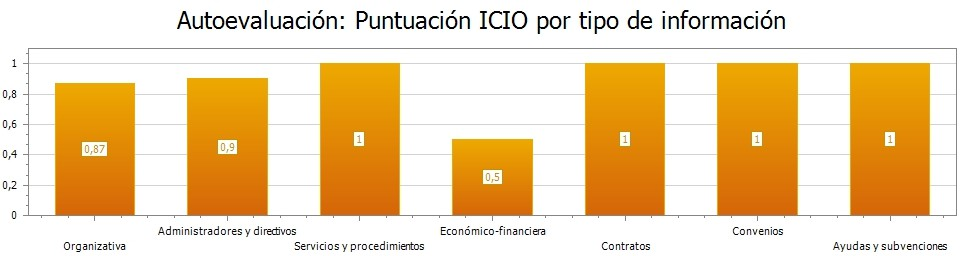 Autoevaluación: Puntuación ICIO por tipo de información
1
0,8
0,6
0,4
0,2
0
0,87
0,9
1
0,5
1
1
1
Organizativa
Administradores y directivos
Servicios y procedimientos
Económico-financiera
Contratos
Convenios
Ayudas y subvenciones